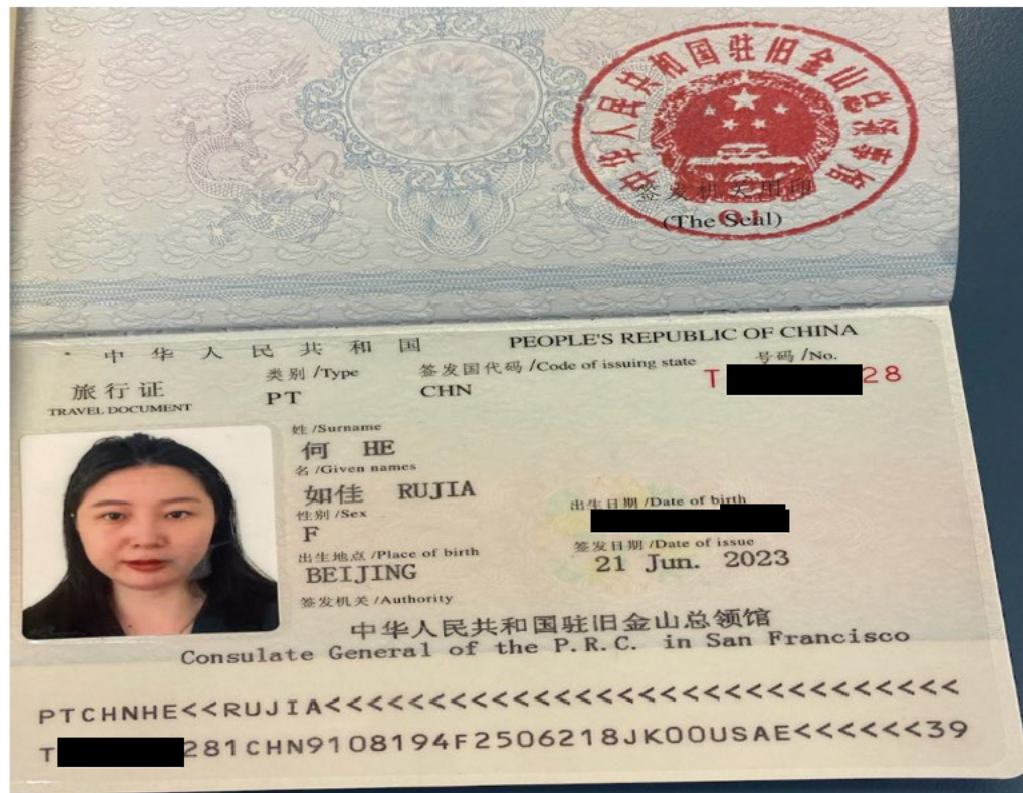 中华人民共和国驻旧金山总领事馆
签发机关用印
(The Seal)
中华人民共和国 PEOPLE'S REPUBLIC OF CHINA
旅行证 类别 /Type 签发国代码 /Code of issuing state 号码 /No.
TRAVEL DOCUMENT PT CHN T 28
姓 /Surname
何 HE
名 /Given names
如佳 RUJIA
性别 /Sex 出生日期 /Date of birth
F
出生地点 /Place of birth 签发日期 /Date of issue
BEIJING 21 Jun. 2023
签发机关 /Authority
中华人民共和国驻旧金山总领馆
Consulate General of the P.R.C. in San Francisco
PTCHNHE<<RUJIA<<<<<<<<<<<<<<<<<<<<<<<<<<<<<<
T 281CHN9108194F2506218JK00USAE<<<<<<39